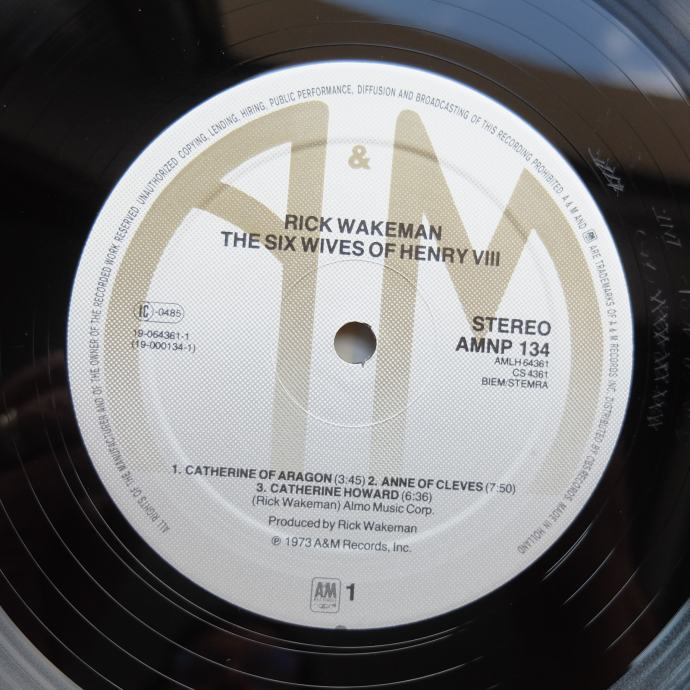 ALL RIGHTS OF THE MANUFACTURER AND OF THE OWNER OF THE RECORDED WORK RESERVED. UNAUTHORIZED COPYING, LENDING, HIRING, PUBLIC PERFORMANCE, DIFFUSION AND BROADCASTING OF THIS RECORDING PROHIBITED. A & M AND AM ARE TRADEMARKS OF A & M RECORDS INC. DISTRIBUTED BY CBS-RECORDS. MADE IN HOLLAND
A & M
RICK WAKEMAN
THE SIX WIVES OF HENRY VIII
IC -0485
19-064361-1
(19-000134-1)
STEREO
AMNP 134
AMLH 64361
CS 4361
BIEM/STEMRA
1. CATHERINE OF ARAGON (3:45) 2. ANNE OF CLEVES (7:50)
3. CATHERINE HOWARD (6:36)
(Rick Wakeman) Almo Music Corp.
Produced by Rick Wakeman
℗ 1973 A&M Records, Inc.
AM 1